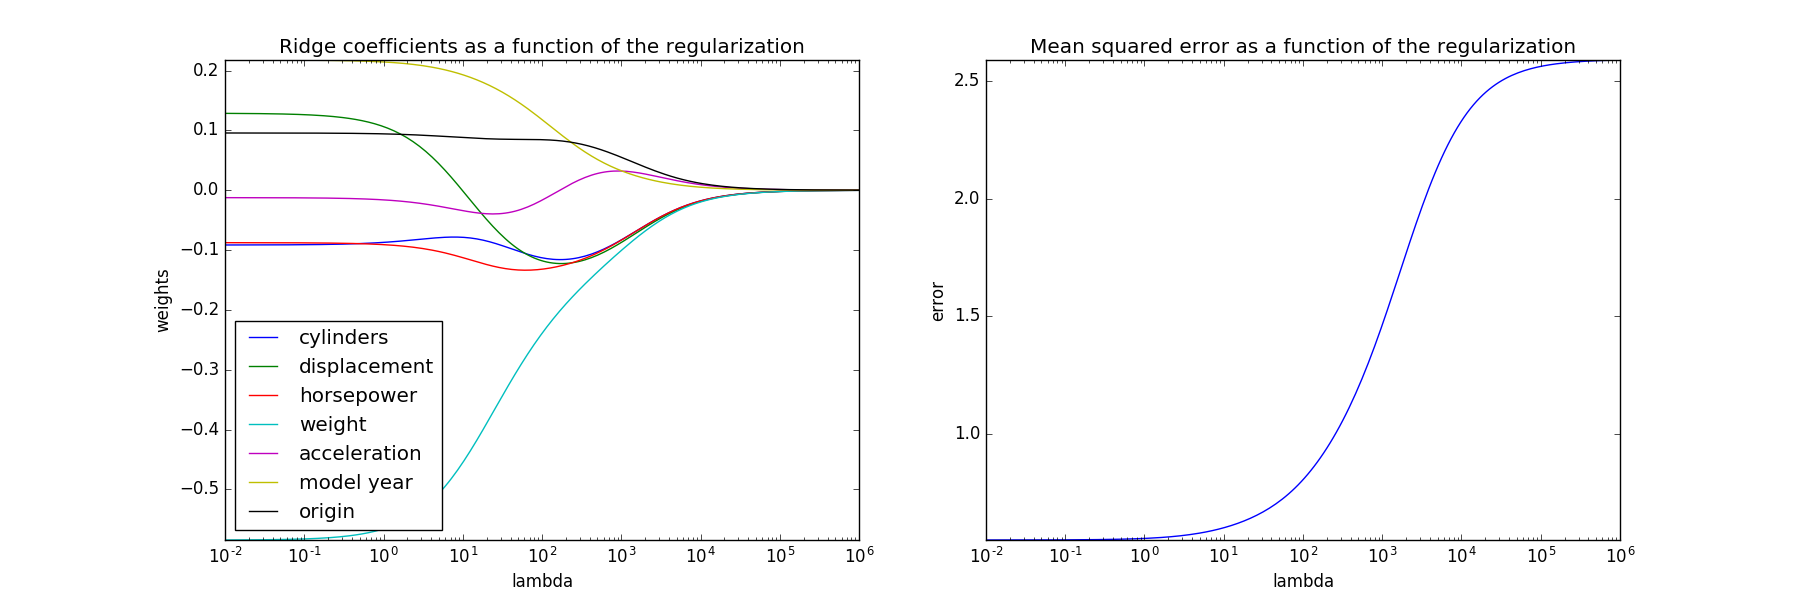 Ridge coefficients as a function of the regularization
0.2
0.1
0.0
−0.1
−0.2
−0.3
−0.4
−0.5
weights
cylinders
displacement
horsepower
weight
acceleration
model year
origin
10⁻² 10⁻¹ 10⁰ 10¹ 10² 10³ 10⁴ 10⁵ 10⁶
lambda
Mean squared error as a function of the regularization
2.5
2.0
1.5
1.0
error
10⁻² 10⁻¹ 10⁰ 10¹ 10² 10³ 10⁴ 10⁵ 10⁶
lambda